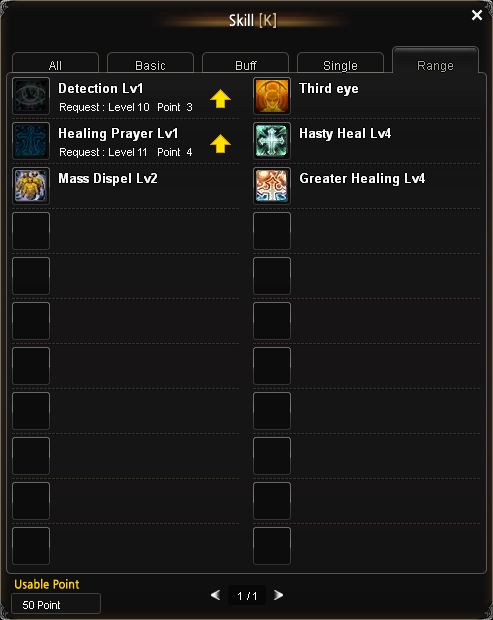 Skill [K]
All
Basic
Buff
Single
Range
Detection Lv1
Request : Level 10 Point 3
Third eye
Healing Prayer Lv1
Request : Level 11 Point 4
Hasty Heal Lv4
Mass Dispel Lv2
Greater Healing Lv4
Usable Point
50 Point
1 / 1